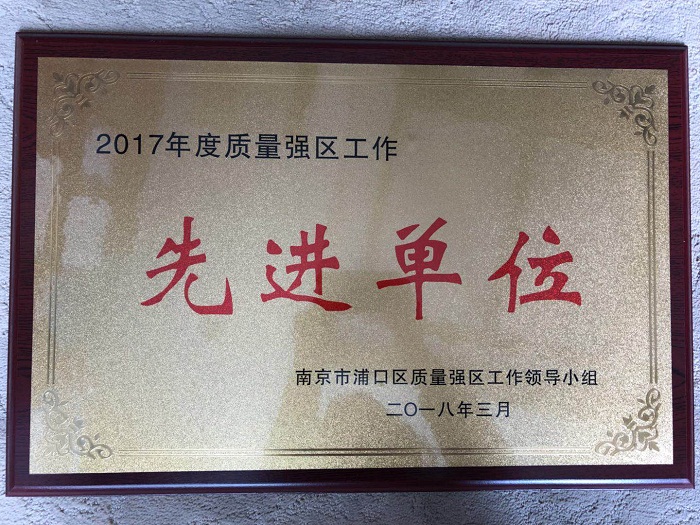 2017年度质量强区工作
先进单位
南京市浦口区质量强区工作领导小组
二〇一八年三月